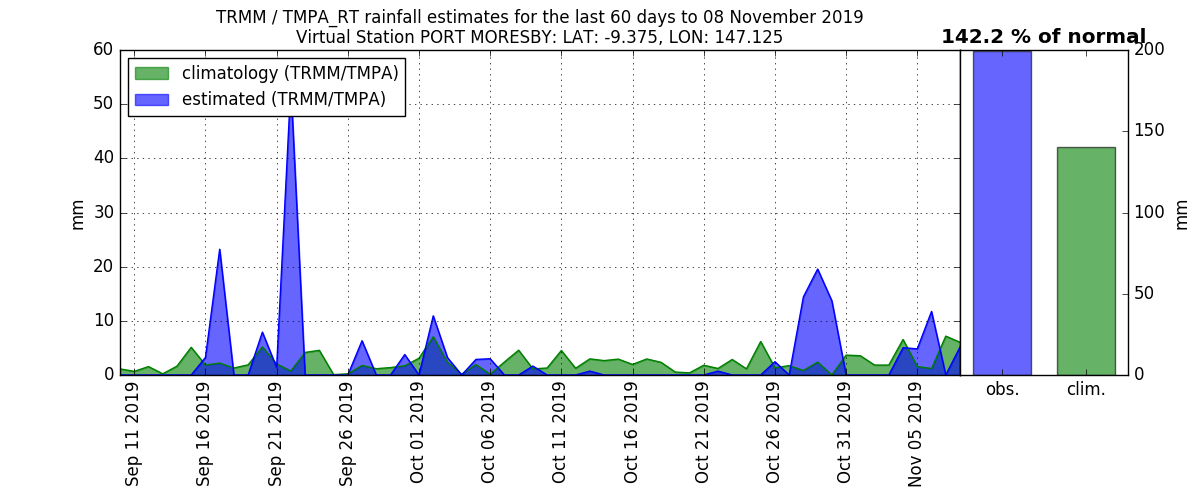 TRMM / TMPA_RT rainfall estimates for the last 60 days to 08 November 2019
Virtual Station PORT MORESBY: LAT: -9.375, LON: 147.125
142.2 % of normal
climatology (TRMM/TMPA)
estimated (TRMM/TMPA)
mm
60
50
40
30
20
10
0
Sep 11 2019
Sep 16 2019
Sep 21 2019
Sep 26 2019
Oct 01 2019
Oct 06 2019
Oct 11 2019
Oct 16 2019
Oct 21 2019
Oct 26 2019
Oct 31 2019
Nov 05 2019
obs.
clim.
200
150
100
50
0
mm